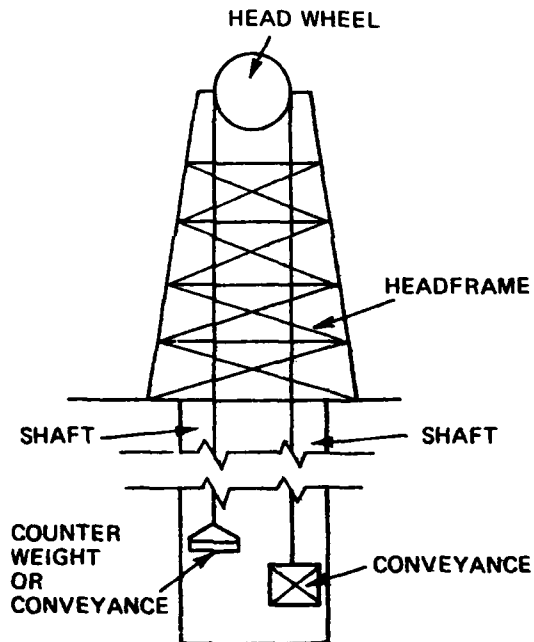 HEAD WHEEL
HEADFRAME
SHAFT
SHAFT
COUNTER
WEIGHT
OR
CONVEYANCE
CONVEYANCE